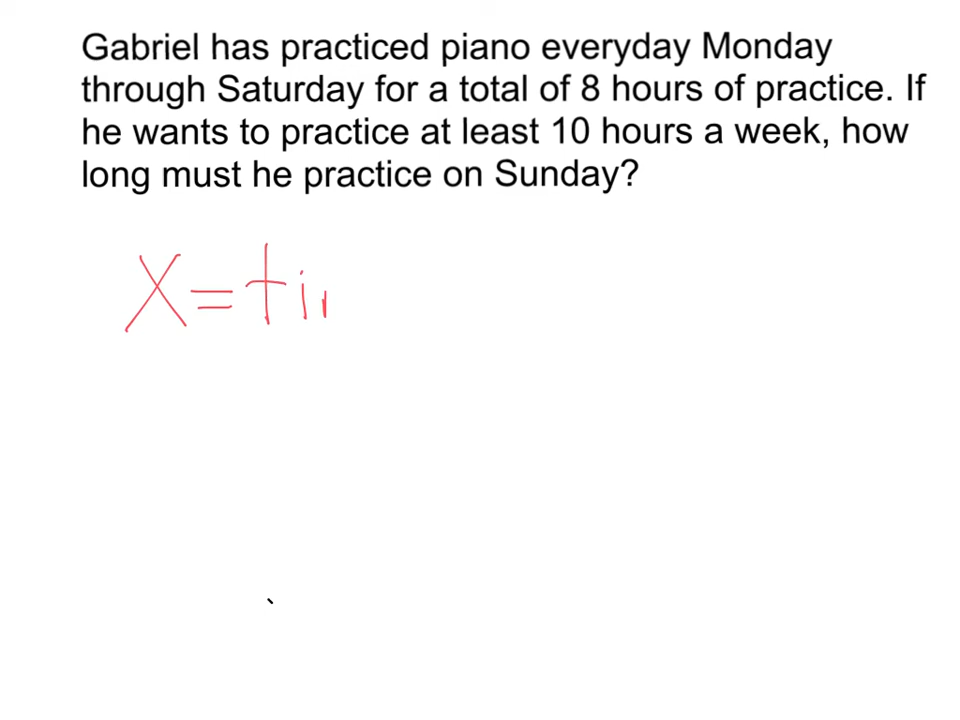 Gabriel has practiced piano everyday Monday
through Saturday for a total of 8 hours of practice. If
he wants to practice at least 10 hours a week, how
long must he practice on Sunday?
X=